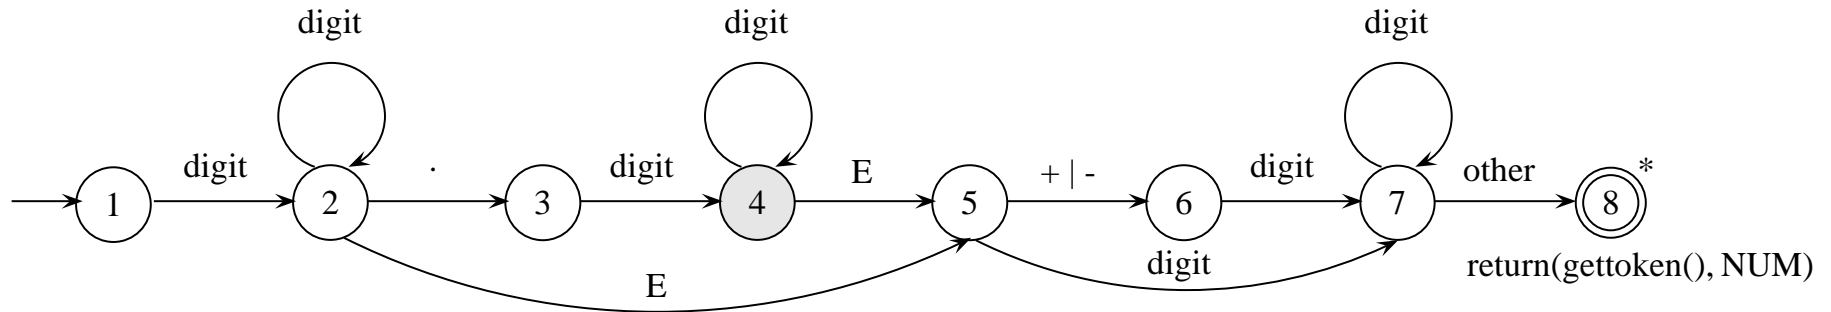 digit digit digit
digit . digit E + | - digit other *
1 2 3 4 5 6 7 8
E digit return(gettoken(), NUM)